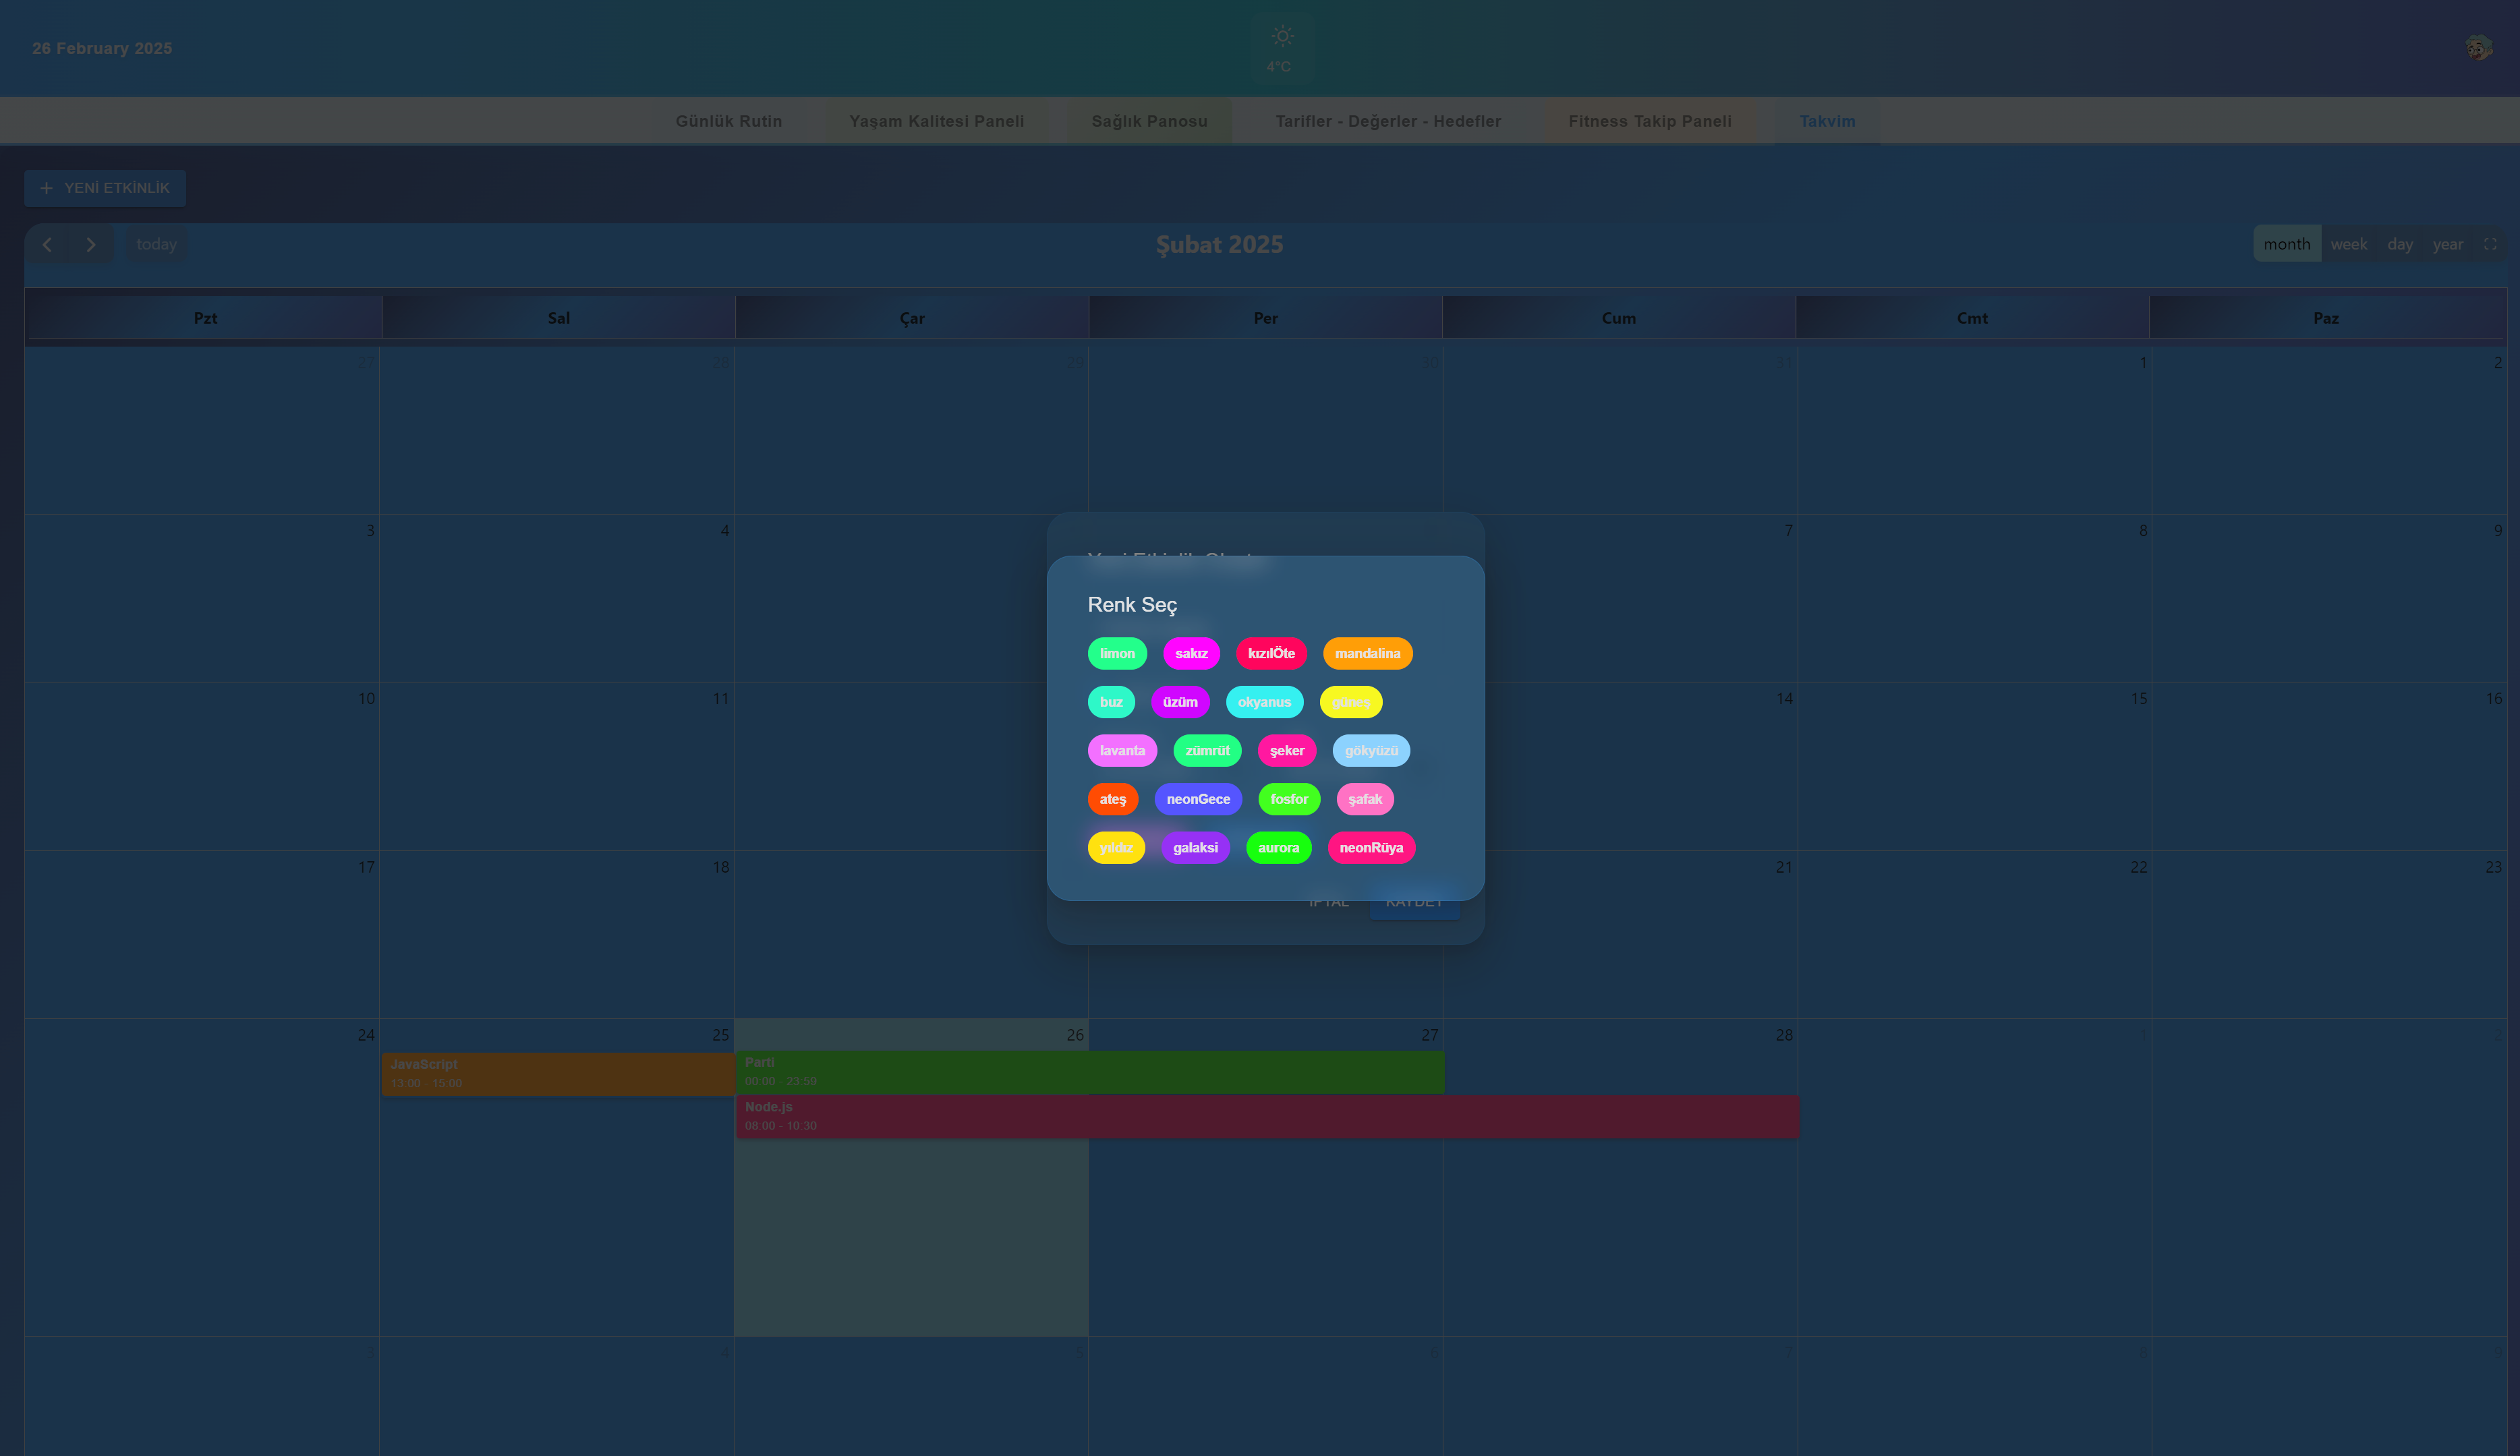 26 February 2025
4°C
Günlük Rutin Yaşam Kalitesi Paneli Sağlık Panosu Tarifler - Değerler - Hedefler Fitness Takip Paneli Takvim
+ YENİ ETKİNLİK
today Şubat 2025 month week day year
Pzt Sal Çar Per Cum Cmt Paz
27 28 29 30 31 1 2
3 4 7 8 9
Renk Seç
limon sakız kızılÖte mandalina
buz üzüm okyanus güneş
lavanta zümrüt şeker gökyüzü
ateş neonGece fosfor şafak
yıldız galaksi aurora neonRüya
İPTAL KAYDET
10 11 14 15 16
17 18 21 22 23
24 25 26 27 28 1 2
JavaScript
13:00 - 15:00
Parti
00:00 - 23:59
Node.js
08:00 - 10:30
3 4 5 6 7 8 9